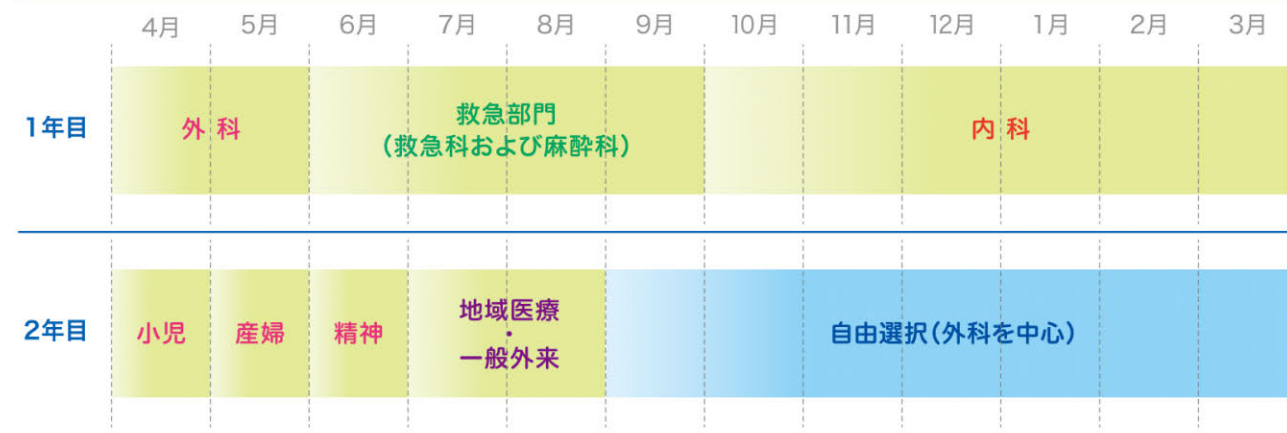 4月 5月 6月 7月 8月 9月 10月 11月 12月 1月 2月 3月
1年目
外科
救急部門
(救急科および麻酔科)
内科
2年目
小児
産婦
精神
地域医療
・
一般外来
自由選択(外科を中心)